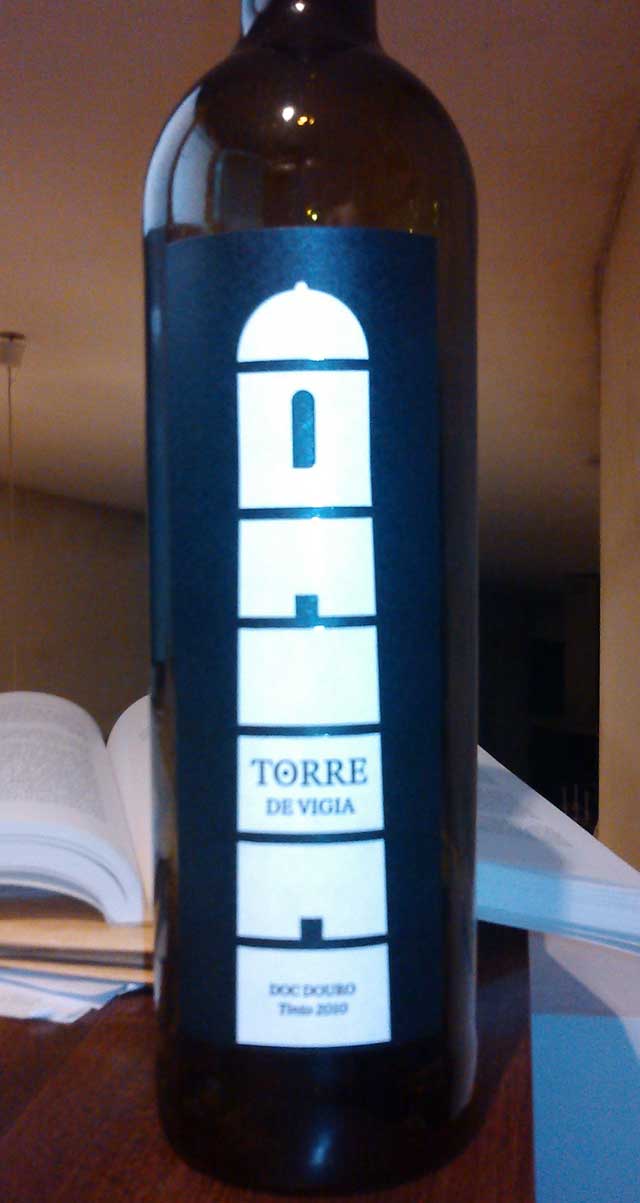 TORRE
DE VIGIA
DOC DOURO
Tinto 2010